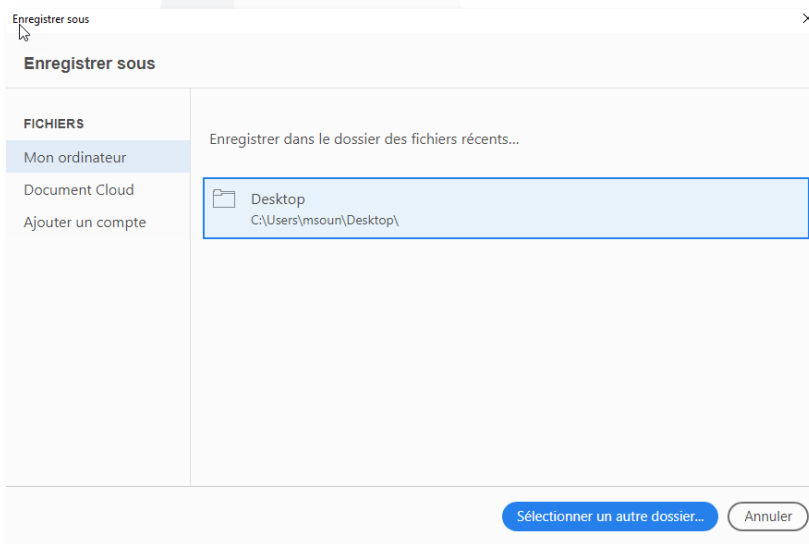 Enregistrer sous
Enregistrer sous
FICHIERS
Mon ordinateur
Document Cloud
Ajouter un compte
Enregistrer dans le dossier des fichiers récents...
Desktop
C:\Users\msoun\Desktop\
Sélectionner un autre dossier...
Annuler